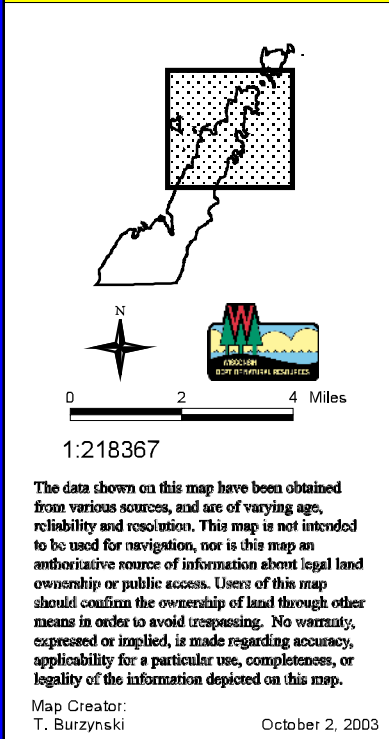 N
W
WISCONSIN
DEPT OF NATURAL RESOURCES
0 2 4 Miles
1:218367
The data shown on this map have been obtained
from various sources, and are of varying age,
reliability and resolution. This map is not intended
to be used for navigation, nor is this map an
authoritative source of information about legal land
ownership or public access. Users of this map
should confirm the ownership of land through other
means in order to avoid trespassing. No warranty,
expressed or implied, is made regarding accuracy,
applicability for a particular use, completeness, or
legality of the information depicted on this map.
Map Creator:
T. Burzynski October 2, 2003